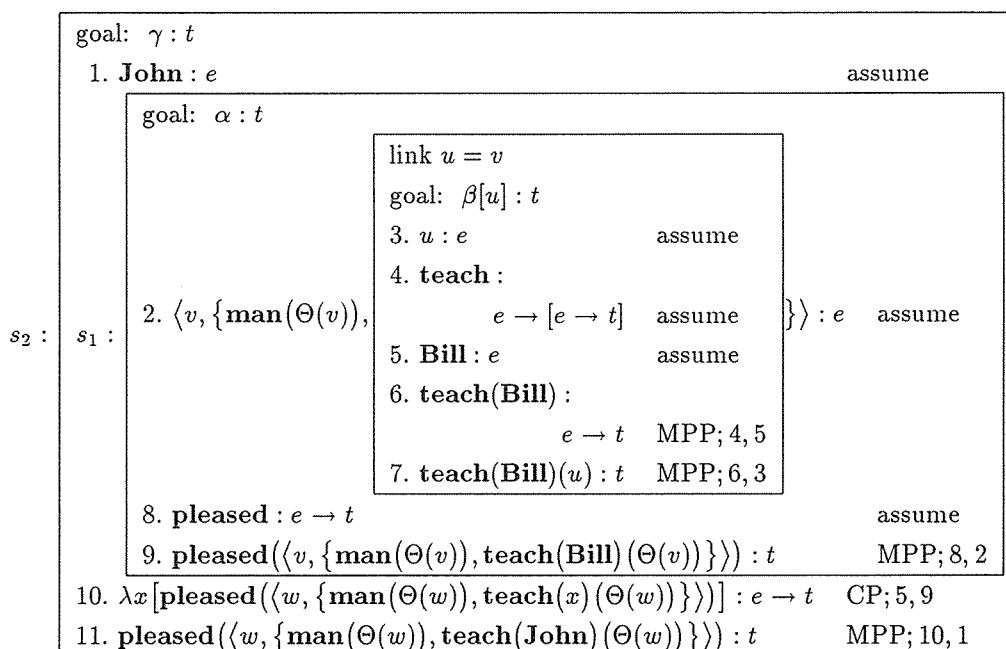 goal: γ : t
1. John : e assume
goal: α : t
link u = v
goal: β[u] : t
3. u : e assume
4. teach :
s₂ : s₁ : 2. ⟨v, {man(Θ(v)), e → [e → t] assume }⟩ : e assume
5. Bill : e assume
6. teach(Bill) :
e → t MPP; 4, 5
7. teach(Bill)(u) : t MPP; 6, 3
8. pleased : e → t assume
9. pleased(⟨v, {man(Θ(v)), teach(Bill)(Θ(v))}⟩) : t MPP; 8, 2
10. λx[pleased(⟨w, {man(Θ(w)), teach(x)(Θ(w))}⟩)] : e → t CP; 5, 9
11. pleased(⟨w, {man(Θ(w)), teach(John)(Θ(w))}⟩) : t MPP; 10, 1